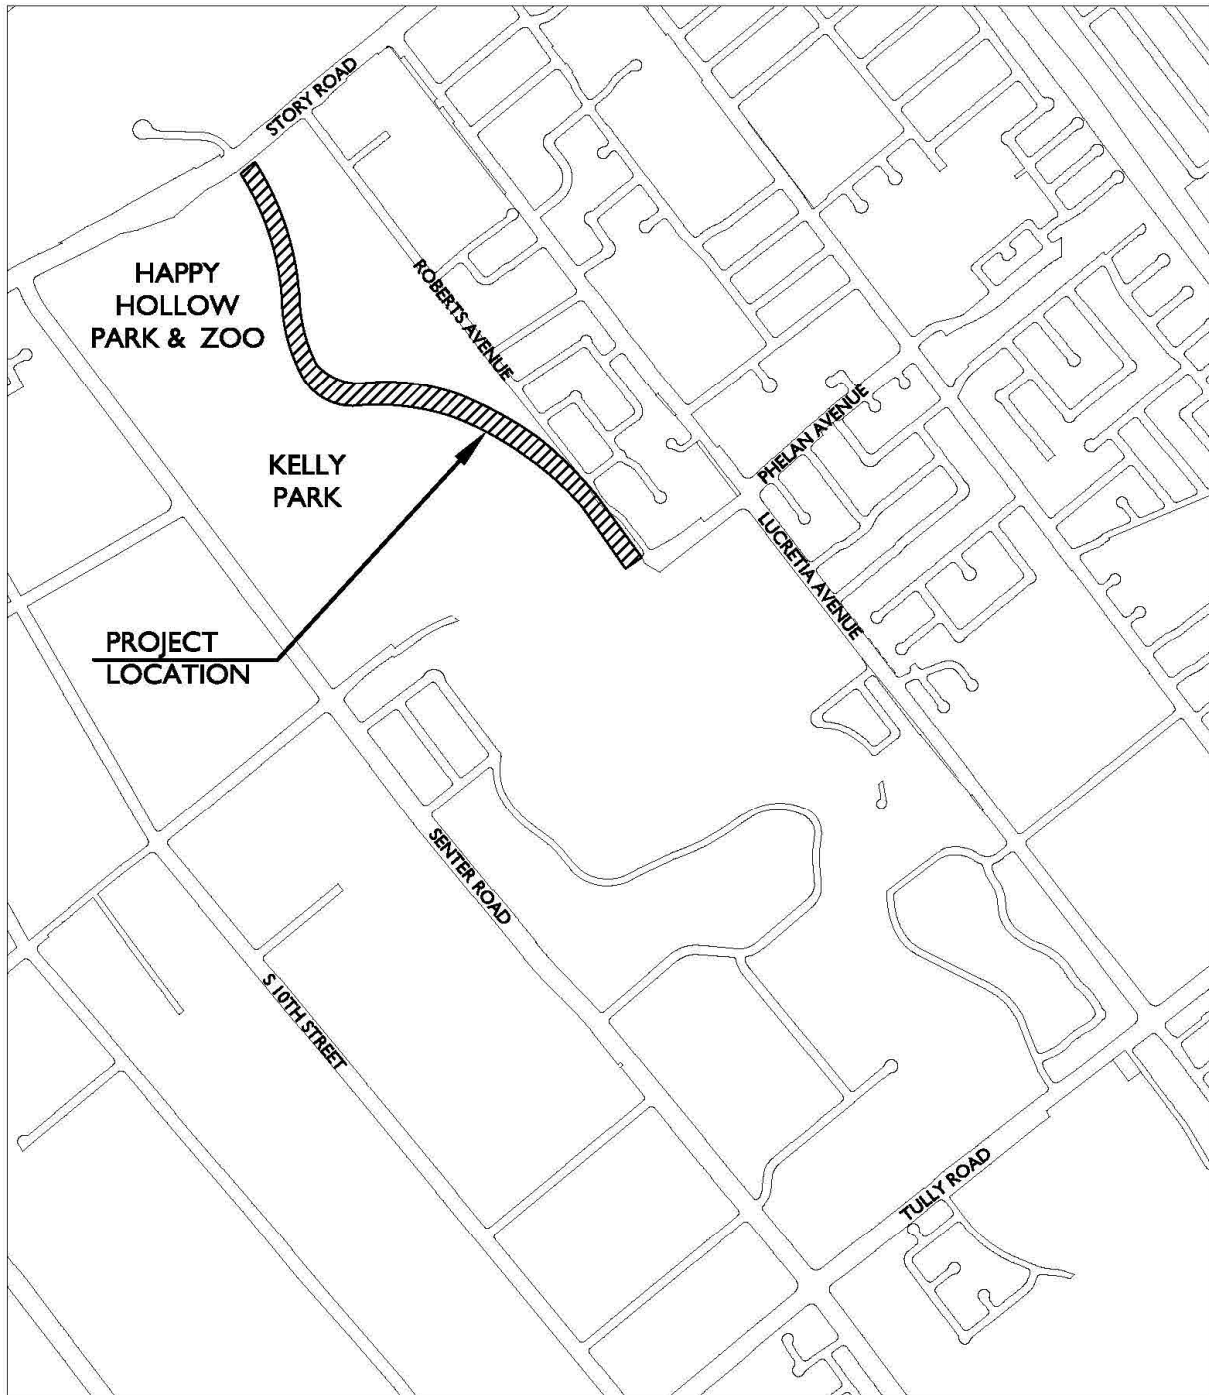 STORY ROAD
HAPPY
HOLLOW
PARK & ZOO
ROBERTS AVENUE
KELLY
PARK
PHELAN AVENUE
LUCRETIA AVENUE
PROJECT
LOCATION
SENTER ROAD
S 10TH STREET
TULLY ROAD